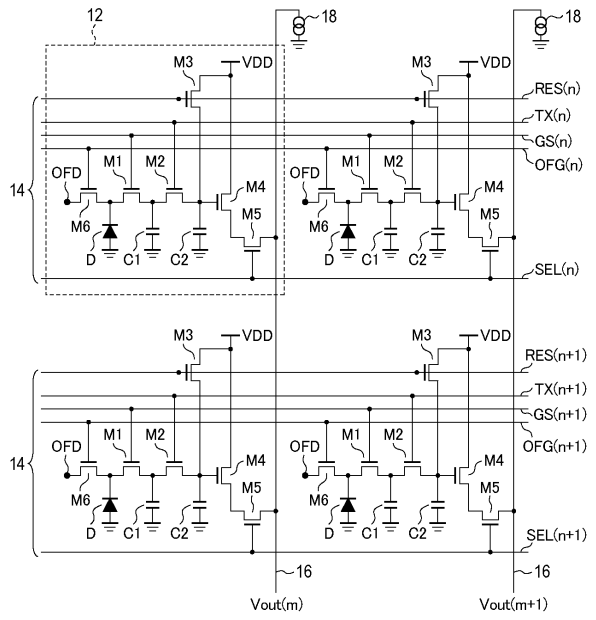 12
18
18
M3
VDD
M3
VDD
RES(n)
TX(n)
GS(n)
OFG(n)
14
OFD
M1
M2
M4
M5
M6
D
C1
C2
OFD
M1
M2
M4
M5
M6
D
C1
C2
SEL(n)
M3
VDD
M3
VDD
RES(n+1)
TX(n+1)
GS(n+1)
OFG(n+1)
14
OFD
M1
M2
M4
M5
M6
D
C1
C2
OFD
M1
M2
M4
M5
M6
D
C1
C2
SEL(n+1)
16
16
Vout(m)
Vout(m+1)